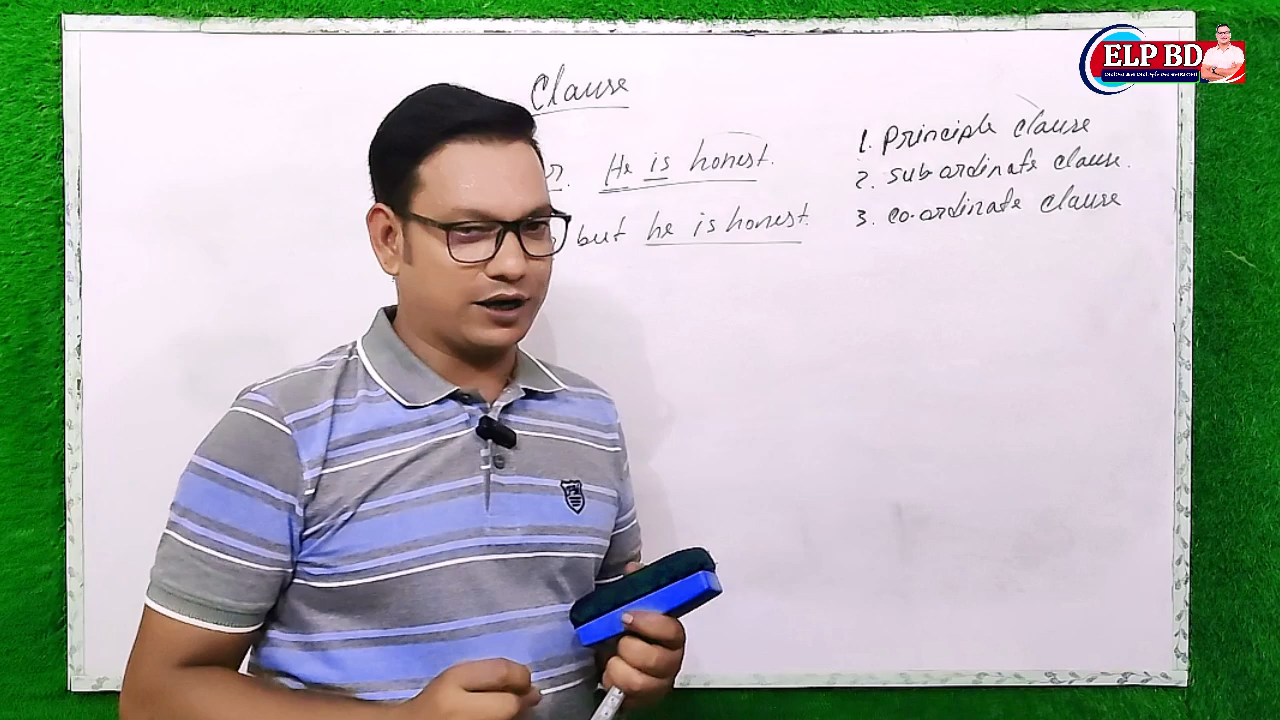 ELP BD
Clause
He is honest.
but he is honest.
1. Principle clause
2. subordinate clause.
3. co-ordinate clause